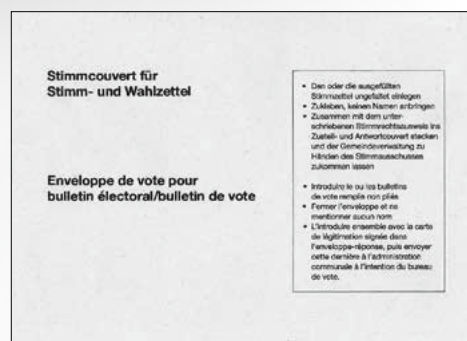 Stimmcouvert für
Stimm- und Wahlzettel
• Den oder die ausgefüllten
Stimmzettel ungefaltet einlegen
• Zukleben, keinen Namen anbringen
• Zusammen mit dem unter-
schriebenen Stimmrechtsausweis ins
Zustell- und Antwortcouvert stecken
und der Gemeindeverwaltung zu
Händen des Stimmausschusses
zukommen lassen
Enveloppe de vote pour
bulletin électoral/bulletin de vote
• Introduire le ou les bulletins
de vote remplis non pliés
• Fermer l'enveloppe et ne
mentionner aucun nom
• L'introduire ensemble avec la carte
de légitimation signée dans
l'enveloppe-réponse, puis envoyer
cette dernière à l'administration
communale à l'intention du bureau
de vote.